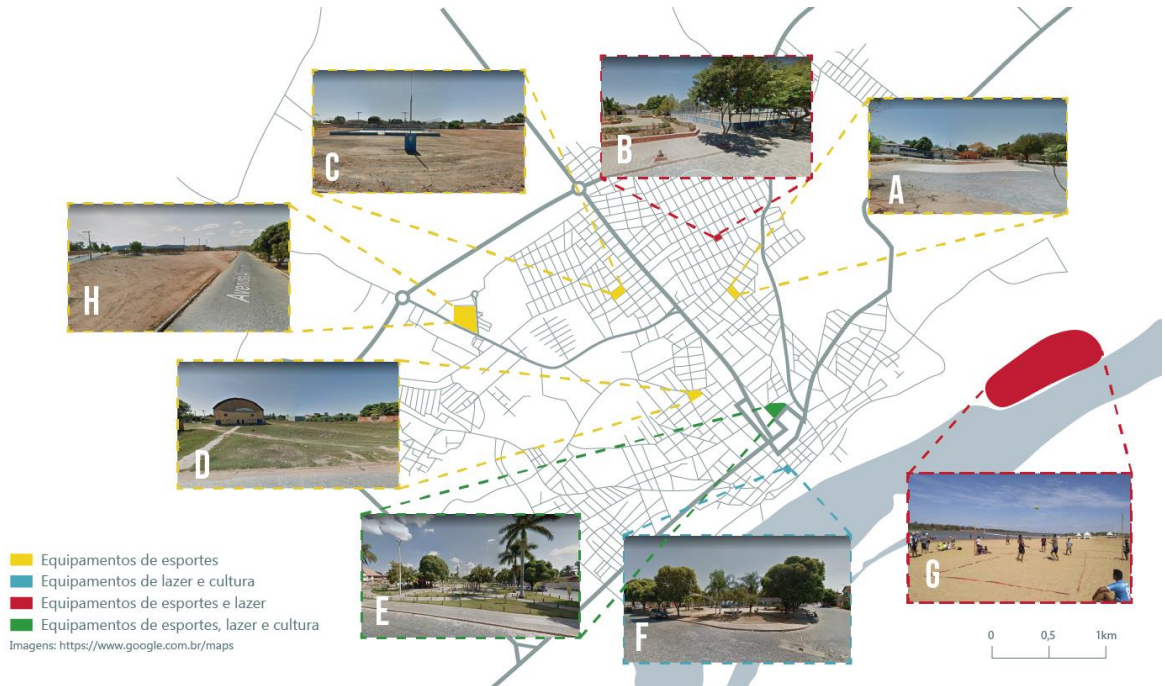 C
B
A
H
Avenida
D
E
F
G
Equipamentos de esportes
Equipamentos de lazer e cultura
Equipamentos de esportes e lazer
Equipamentos de esportes, lazer e cultura
Imagens: https://www.google.com.br/maps
0 0,5 1km